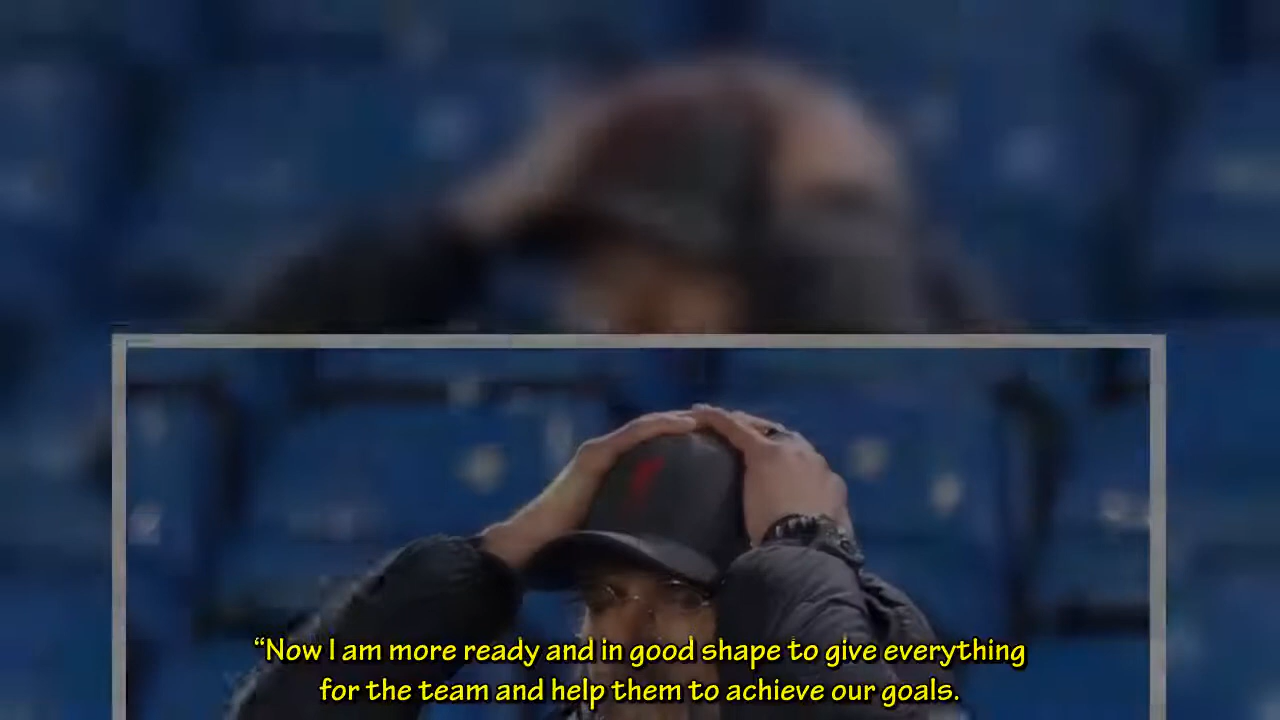 “Now I am more ready and in good shape to give everything
for the team and help them to achieve our goals.